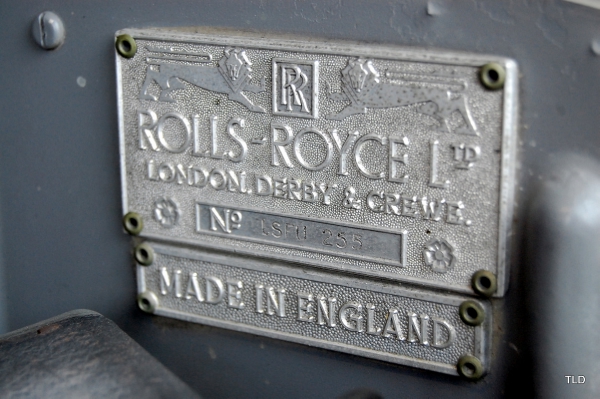 RR
ROLLS-ROYCE LTD
LONDON, DERBY & CREWE.
No
MADE IN ENGLAND
TLD